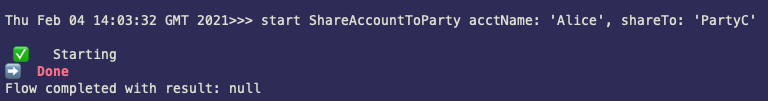 Thu Feb 04 14:03:32 GMT 2021>>> start ShareAccountToParty acctName: 'Alice', shareTo: 'PartyC'
✅ Starting
➡️ Done
Flow completed with result: null